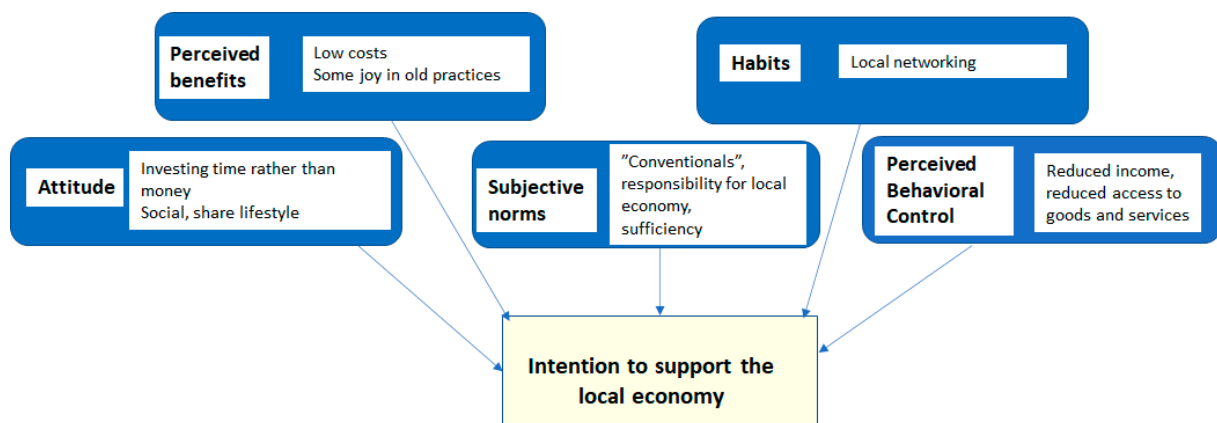 Perceived
benefits
Low costs
Some joy in old practices
Habits
Local networking
Attitude
Investing time rather than
money
Social, share lifestyle
Subjective
norms
”Conventionals”,
responsibility for local
economy,
sufficiency
Perceived
Behavioral
Control
Reduced income,
reduced access to
goods and services
Intention to support the
local economy